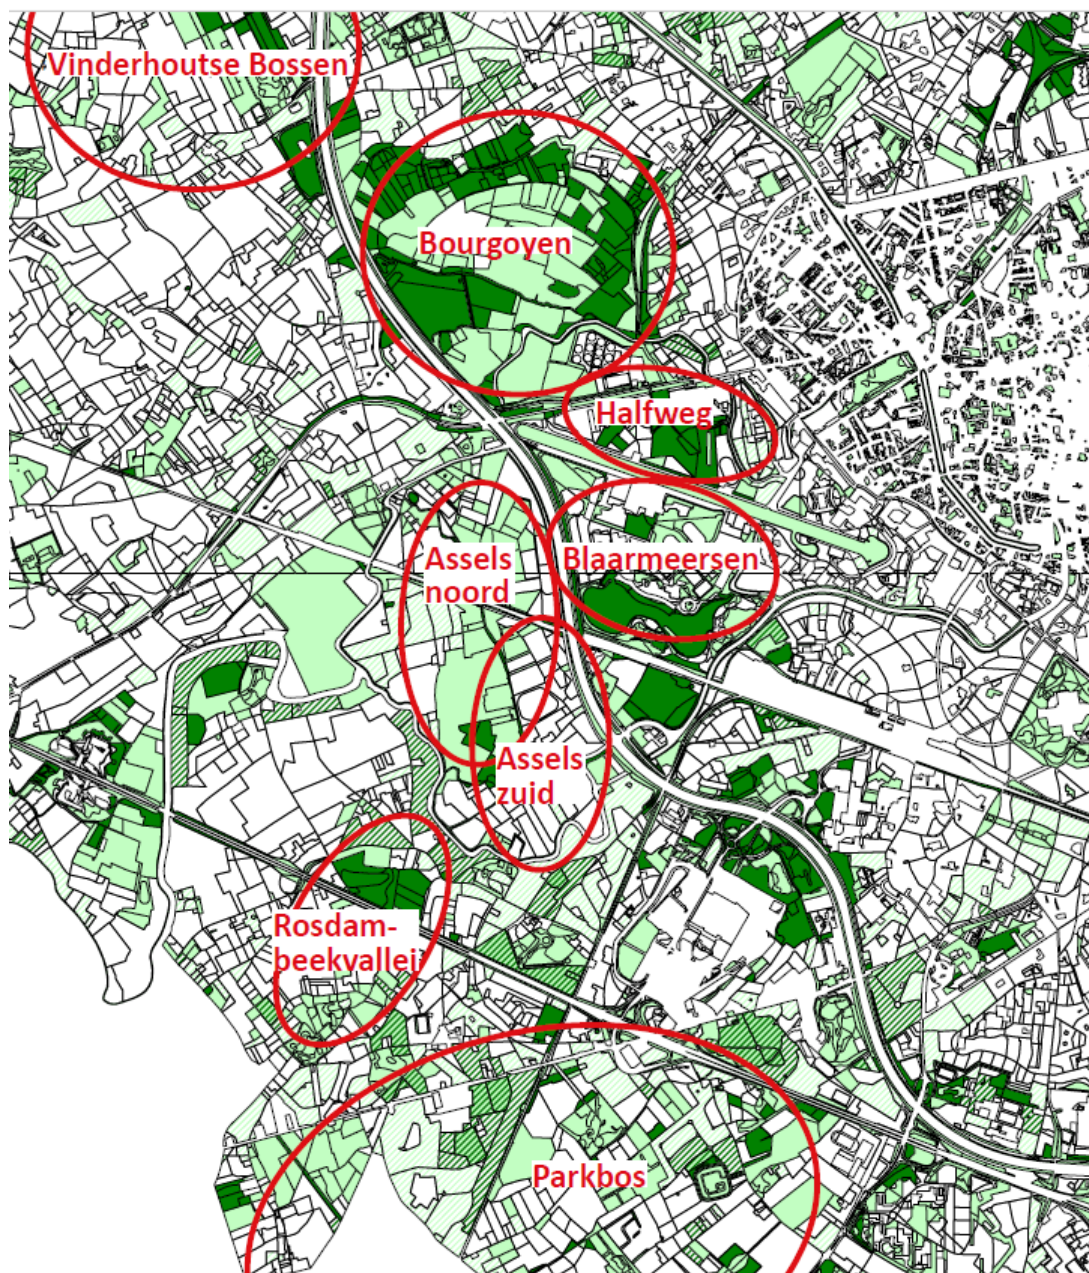 Vinderhoutse Bossen
Bourgoyen
Halfweg
Assels
noord
Blaarmeersen
Assels
zuid
Rosdam-
beekvallei
Parkbos